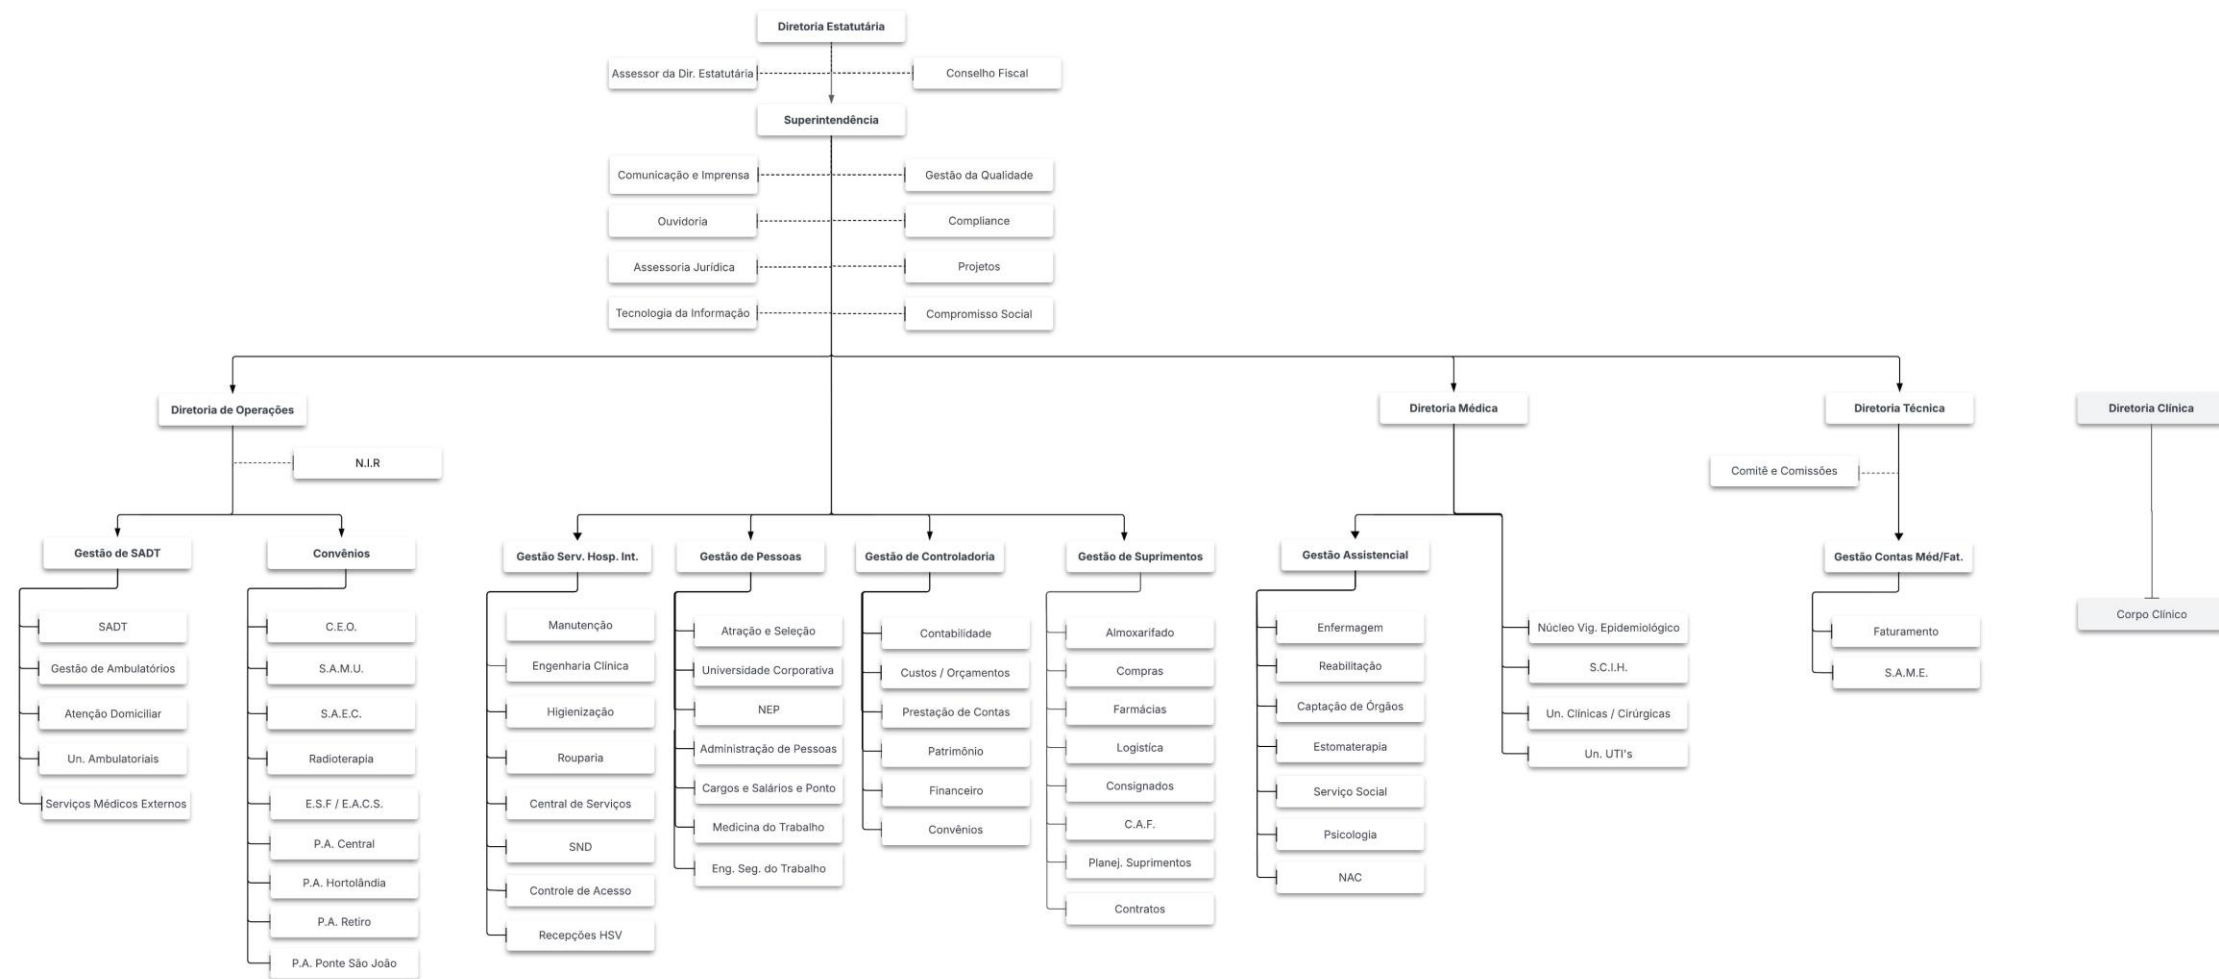 Diretoria Estatutária
Assessor da Dir. Estatutária
Conselho Fiscal
Superintendência
Comunicação e Imprensa
Gestão da Qualidade
Ouvidoria
Compliance
Assessoria Jurídica
Projetos
Tecnologia da Informação
Compromisso Social
Diretoria de Operações
Diretoria Médica
Diretoria Técnica
Diretoria Clínica
N.I.R
Comitê e Comissões
Gestão de SADT
SADT
Gestão de Ambulatórios
Atenção Domiciliar
Un. Ambulatoriais
Serviços Médicos Externos
Convênios
C.E.O.
S.A.M.U.
S.A.E.C.
Radioterapia
E.S.F / E.A.C.S.
P.A. Central
P.A. Hortolândia
P.A. Retiro
P.A. Ponte São João
Gestão Serv. Hosp. Int.
Manutenção
Engenharia Clínica
Higienização
Rouparia
Central de Serviços
SND
Controle de Acesso
Recepções HSV
Gestão de Pessoas
Atração e Seleção
Universidade Corporativa
NEP
Administração de Pessoas
Cargos e Salários e Ponto
Medicina do Trabalho
Eng. Seg. do Trabalho
Gestão de Controladoria
Contabilidade
Custos / Orçamentos
Prestação de Contas
Patrimônio
Financeiro
Convênios
Gestão de Suprimentos
Almoxarifado
Compras
Farmácias
Logistíca
Consignados
C.A.F.
Planej. Suprimentos
Contratos
Gestão Assistencial
Enfermagem
Reabilitação
Captação de Órgãos
Estomaterapia
Serviço Social
Psicologia
NAC
Núcleo Vig. Epidemiológico
S.C.I.H.
Un. Clínicas / Cirúrgicas
Un. UTI's
Gestão Contas Méd/Fat.
Faturamento
S.A.M.E.
Corpo Clínico